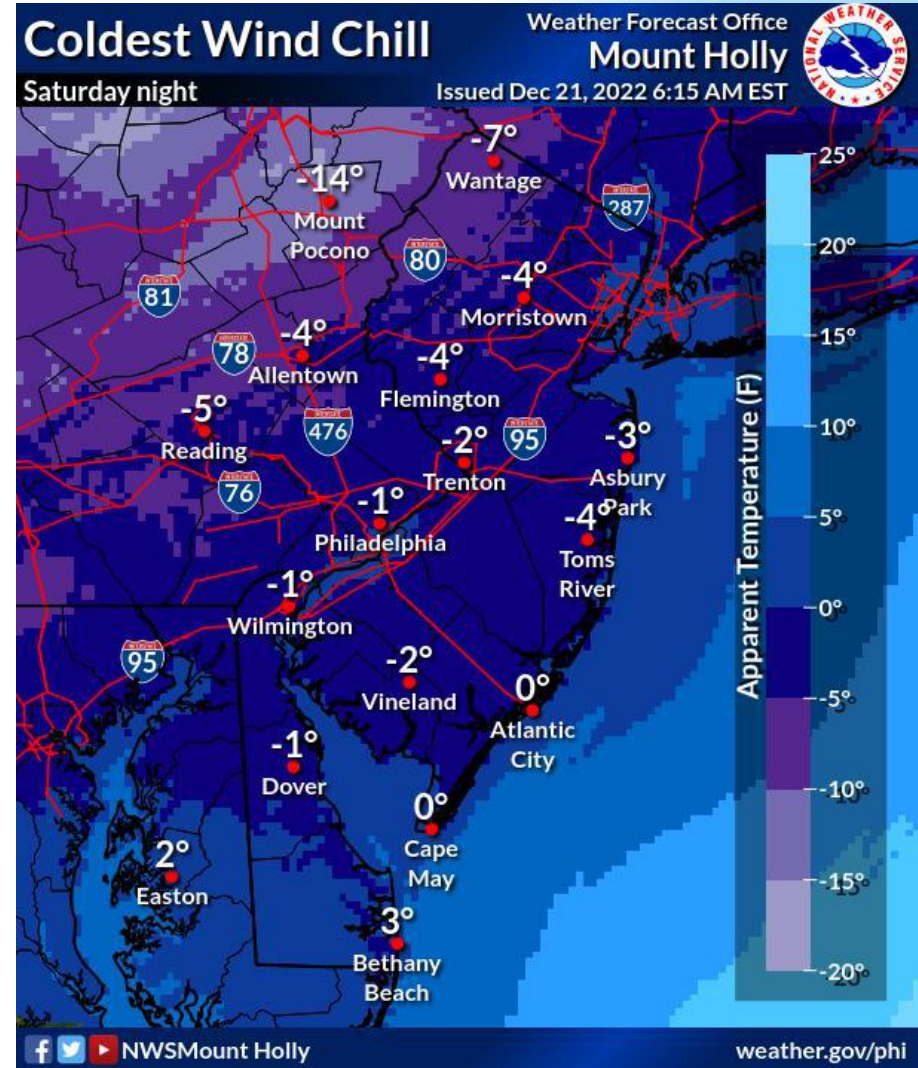 Coldest Wind Chill
Saturday night
Weather Forecast Office
Mount Holly
Issued Dec 21, 2022 6:15 AM EST
NATIONAL WEATHER SERVICE
-7°
Wantage
-14°
Mount
Pocono
287
80
81
-4°
Morristown
-4°
Allentown
78
-4°
Flemington
-5°
Reading
476
95
-2°
Trenton
-3°
Asbury
Park
76
-1°
Philadelphia
-4°
Toms
River
-1°
Wilmington
95
-2°
Vineland
0°
Atlantic
City
-1°
Dover
0°
Cape
May
2°
Easton
3°
Bethany
Beach
Apparent Temperature (F)
25°
20°
15°
10°
5°
0°
-5°
-10°
-15°
-20°
NWSMount Holly
weather.gov/phi